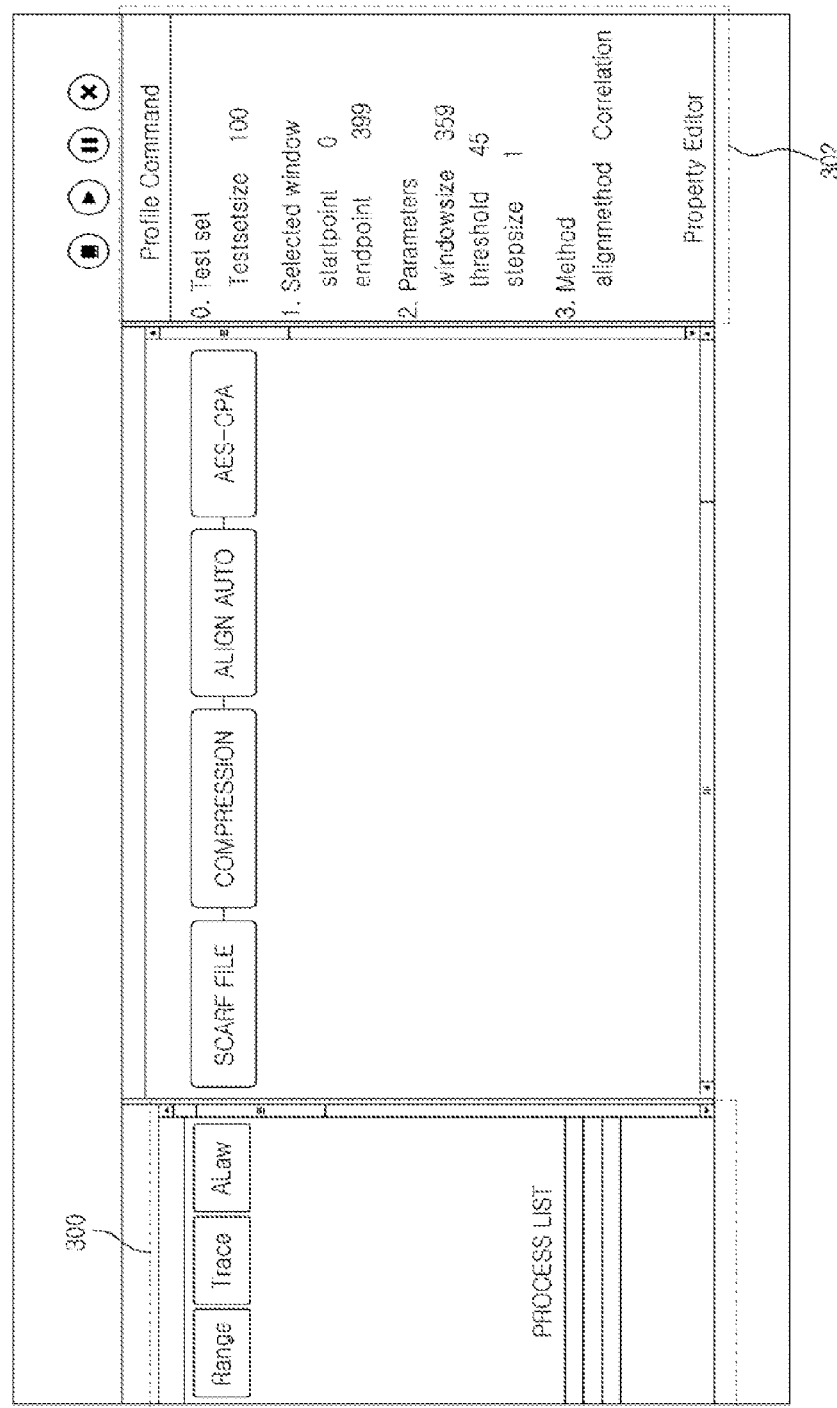 300
Range Trace ALaw
PROCESS LIST
SCARF FILE
COMPRESSION
ALIGN AUTO
AES-CPA
Profile Command
0. Test set
Testsetsize 100
1. Selected window
startpoint 0
endpoint 399
2. Parameters
windowsize 359
threshold 45
stepsize 1
3. Method
alignmethod Correlation
Property Editor
302